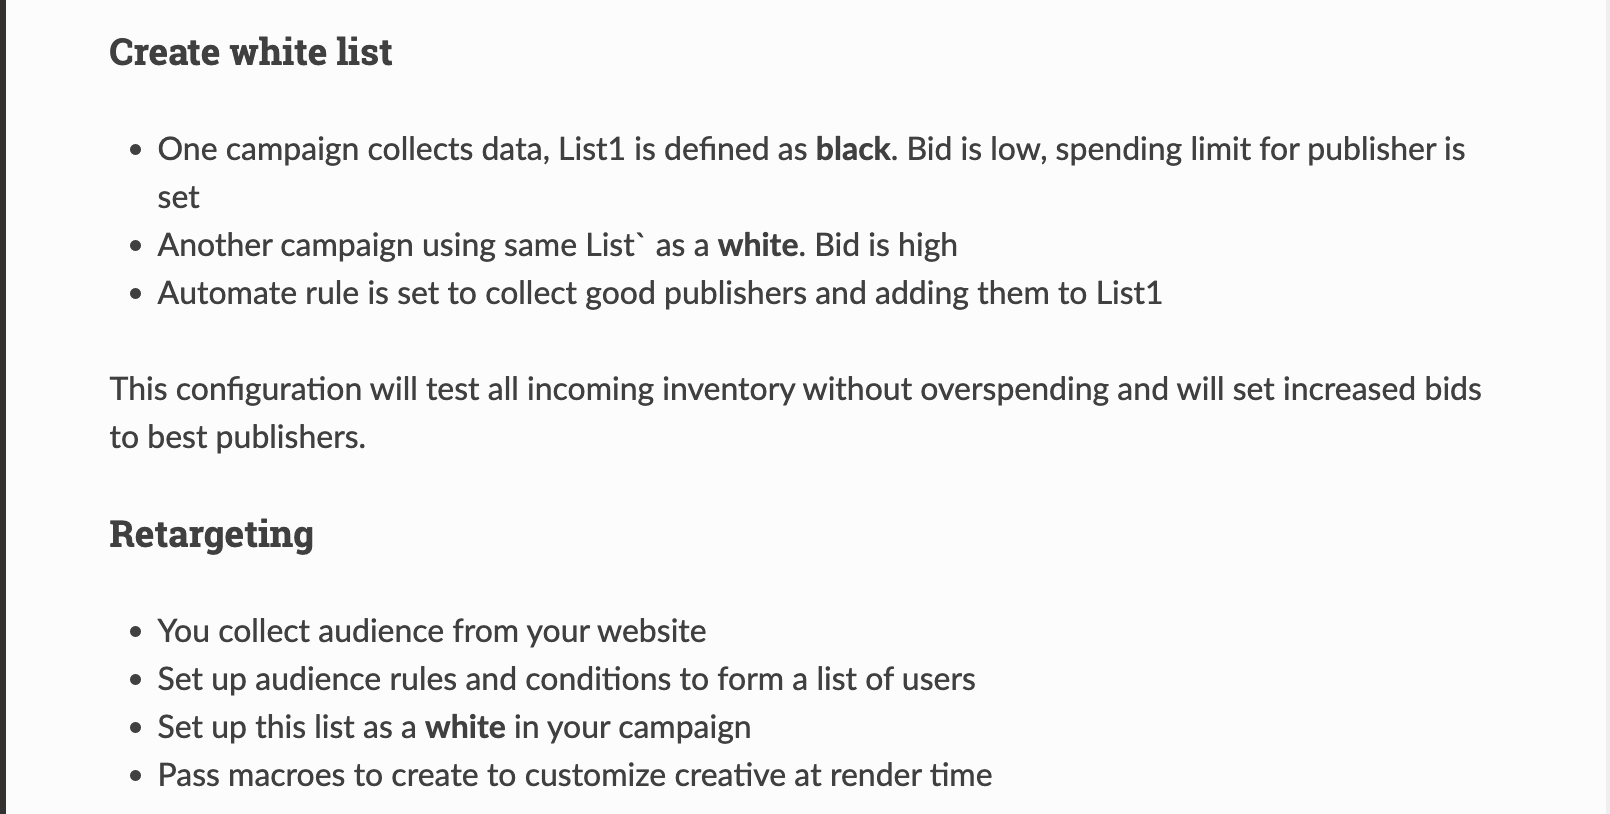 Create white list
One campaign collects data, List1 is defined as black. Bid is low, spending limit for publisher is
set
Another campaign using same List` as a white. Bid is high
Automate rule is set to collect good publishers and adding them to List1
This configuration will test all incoming inventory without overspending and will set increased bids
to best publishers.
Retargeting
You collect audience from your website
Set up audience rules and conditions to form a list of users
Set up this list as a white in your campaign
Pass macroes to create to customize creative at render time